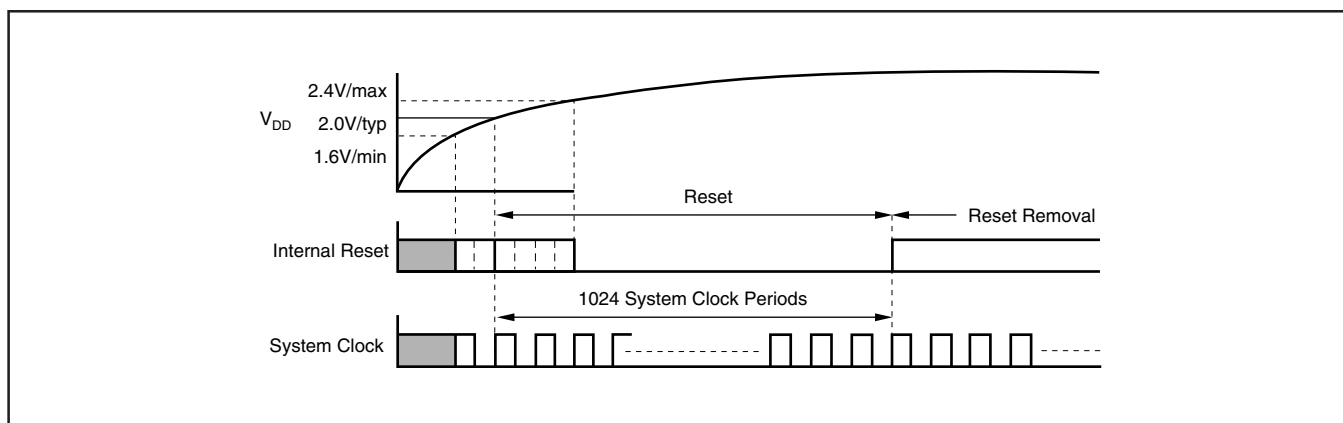 2.4V/max
V_DD 2.0V/typ
1.6V/min
Reset
Reset Removal
Internal Reset
1024 System Clock Periods
System Clock